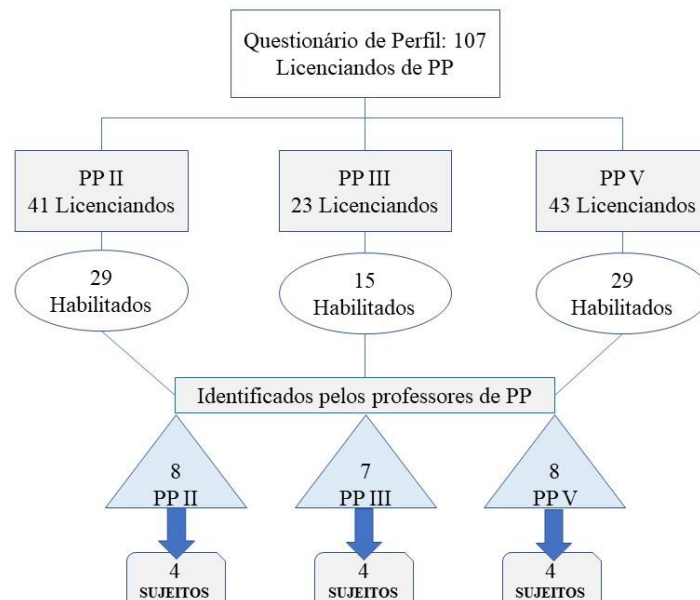 Questionário de Perfil: 107
Licenciandos de PP
PP II
41 Licenciandos
PP III
23 Licenciandos
PP V
43 Licenciandos
29
Habilitados
15
Habilitados
29
Habilitados
Identificados pelos professores de PP
8
PP II
7
PP III
8
PP V
4
SUJEITOS
4
SUJEITOS
4
SUJEITOS